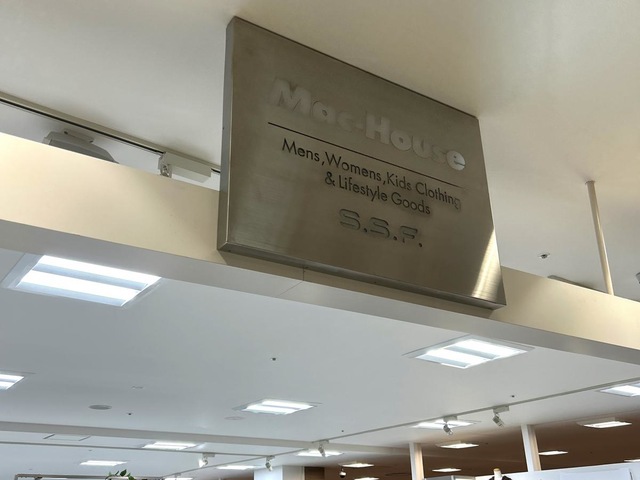 Mac-House
Mens,Womens,Kids Clothing
& Lifestyle Goods
S.S.F.